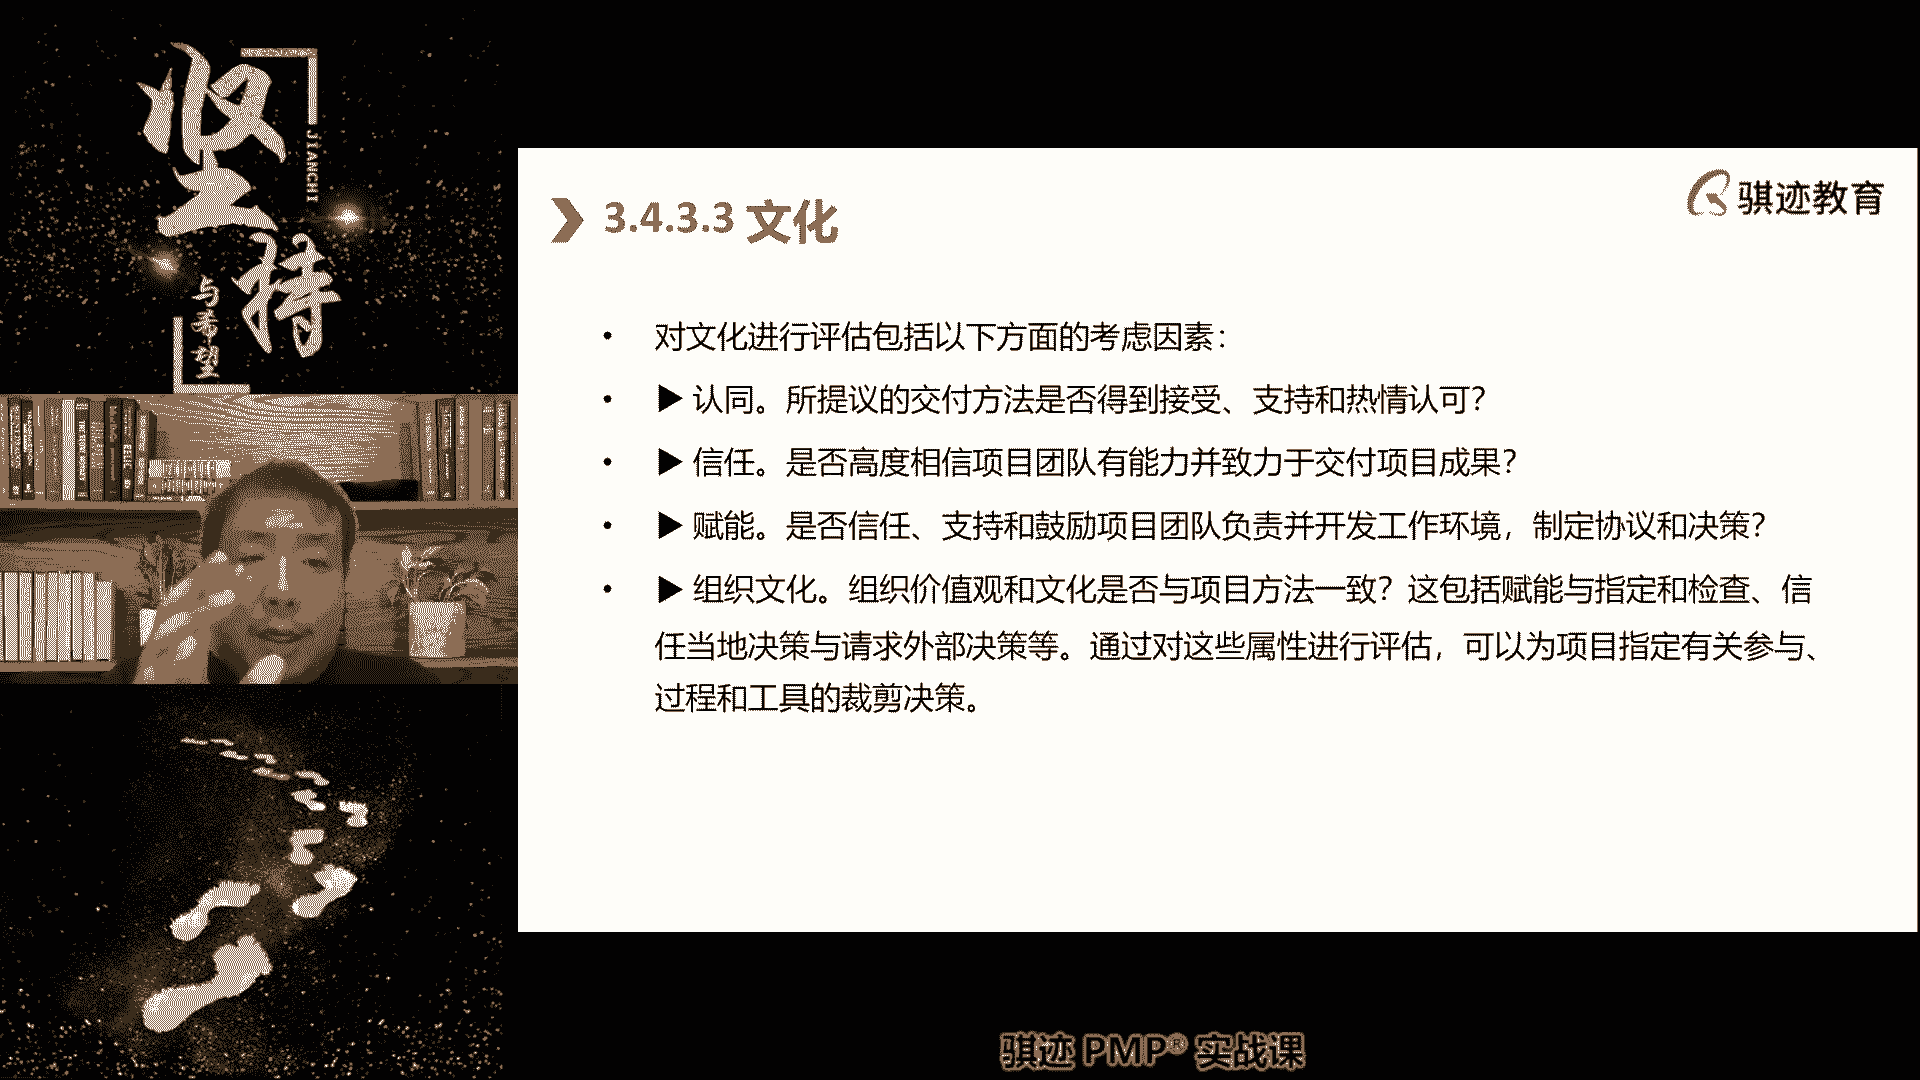 坚持
JIANCHI
与希望
骐迹教育
3.4.3.3 文化
• 对文化进行评估包括以下方面的考虑因素：
• ▶ 认同。所提议的交付方法是否得到接受、支持和热情认可？
• ▶ 信任。是否高度相信项目团队有能力并致力于交付项目成果？
• ▶ 赋能。是否信任、支持和鼓励项目团队负责并开发工作环境，制定协议和决策？
• ▶ 组织文化。组织价值观和文化是否与项目方法一致？这包括赋能与指定和检查、信
任当地决策与请求外部决策等。通过对这些属性进行评估，可以为项目指定有关参与、
过程和工具的裁剪决策。
骐迹 PMP® 实战课